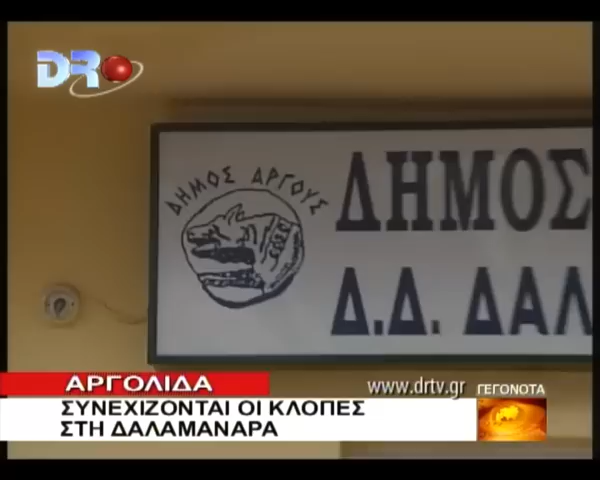 DR
ΔΗΜΟΣ ΑΡΓΟΥΣ
ΔΗΜΟΣ
Δ.Δ. ΔΑΛ
ΑΡΓΟΛΙΔΑ
www.drtv.gr
ΓΕΓΟΝΟΤΑ
ΣΥΝΕΧΙΖΟΝΤΑΙ ΟΙ ΚΛΟΠΕΣ
ΣΤΗ ΔΑΛΑΜΑΝΑΡΑ